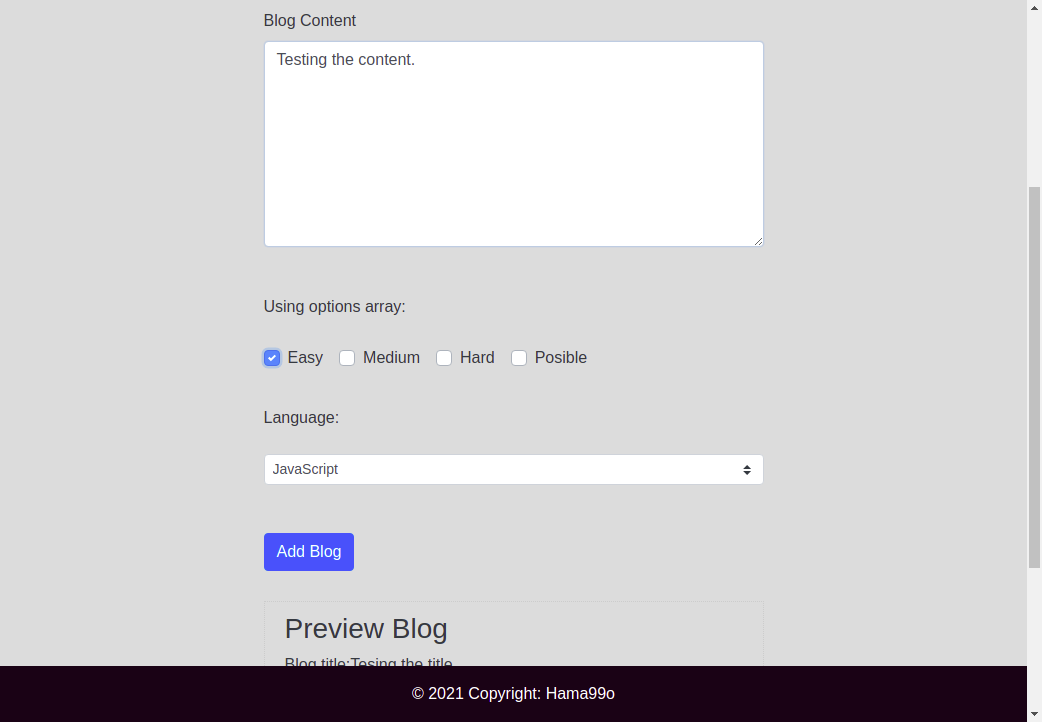 Blog Content
Testing the content.
Using options array:
Easy Medium Hard Posible
Language:
JavaScript
Add Blog
Preview Blog
Blog title:Tesing the title
© 2021 Copyright: Hama99o